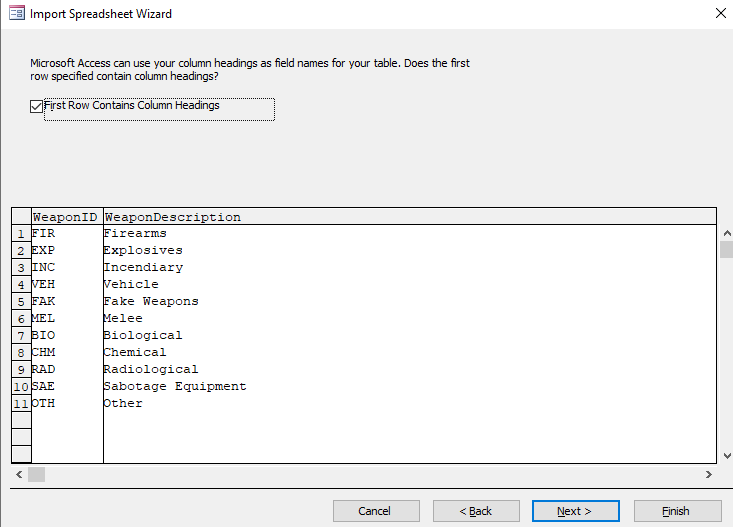 Import Spreadsheet Wizard
Microsoft Access can use your column headings as field names for your table. Does the first
row specified contain column headings?
First Row Contains Column Headings
WeaponID WeaponDescription
1 FIR Firearms
2 EXP Explosives
3 INC Incendiary
4 VEH Vehicle
5 FAK Fake Weapons
6 MEL Melee
7 BIO Biological
8 CHM Chemical
9 RAD Radiological
10 SAE Sabotage Equipment
11 OTH Other
Cancel < Back Next > Finish